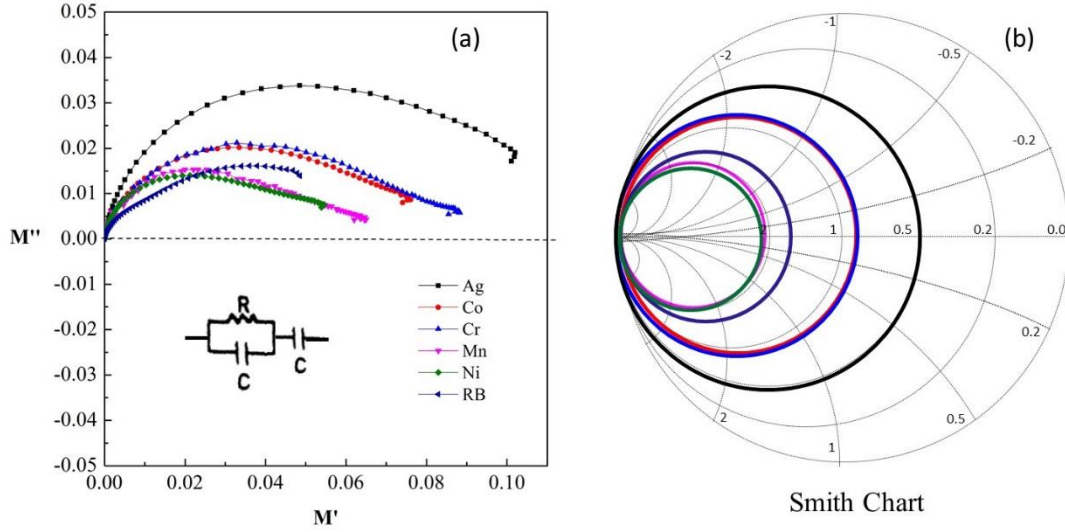 (a)
0.05
0.04
0.03
0.02
0.01
0.00
-0.01
-0.02
-0.03
-0.04
-0.05
M''
0.00
0.02
0.04
0.06
0.08
0.10
M'
Ag
Co
Cr
Mn
Ni
RB
R
C
C
(b)
-1
-2
-0.5
-0.2
2
1
0.5
0.2
0.0
0.2
2
0.5
1
Smith Chart